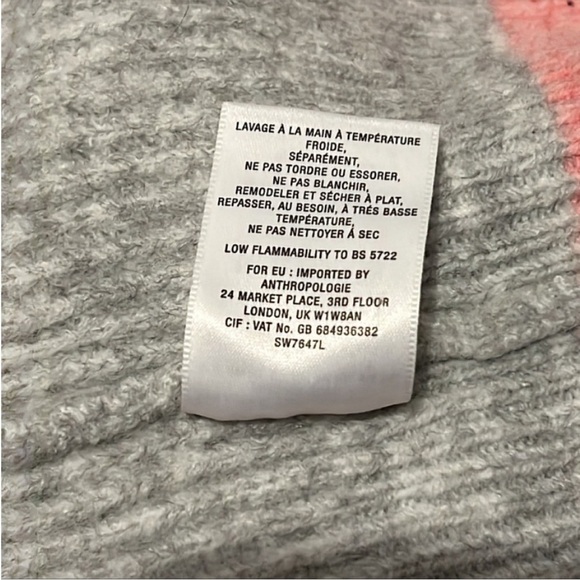 LAVAGE À LA MAIN À TEMPÉRATURE
FROIDE,
SÉPARÉMENT,
NE PAS TORDRE OU ESSORER,
NE PAS BLANCHIR,
REMODELER ET SÉCHER À PLAT,
REPASSER, AU BESOIN, À TRÉS BASSE
TEMPÉRATURE,
NE PAS NETTOYER À SEC
LOW FLAMMABILITY TO BS 5722
FOR EU : IMPORTED BY
ANTHROPOLOGIE
24 MARKET PLACE, 3RD FLOOR
LONDON, UK W1W8AN
CIF : VAT No. GB 684936382
SW7647L